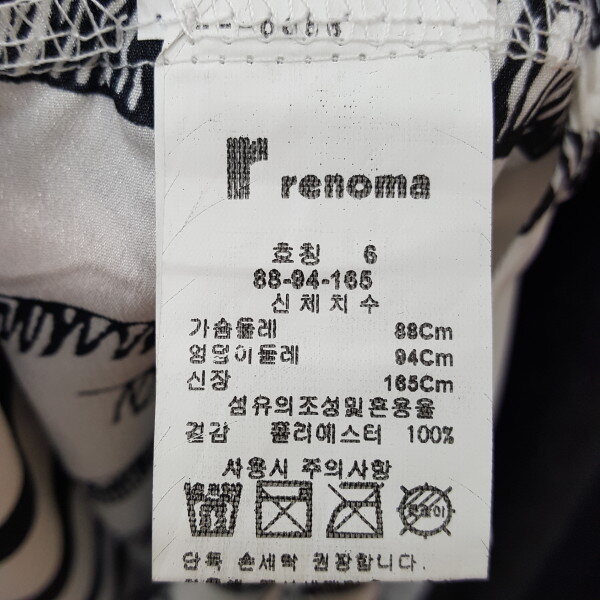 renoma
호칭 6
88-94-165
신체치수
가슴둘레 88Cm
엉덩이둘레 94Cm
신장 165Cm
섬유의조성및혼용율
겉감 폴리에스터 100%
사용시 주의사항
단독 손세탁 권장합니다.